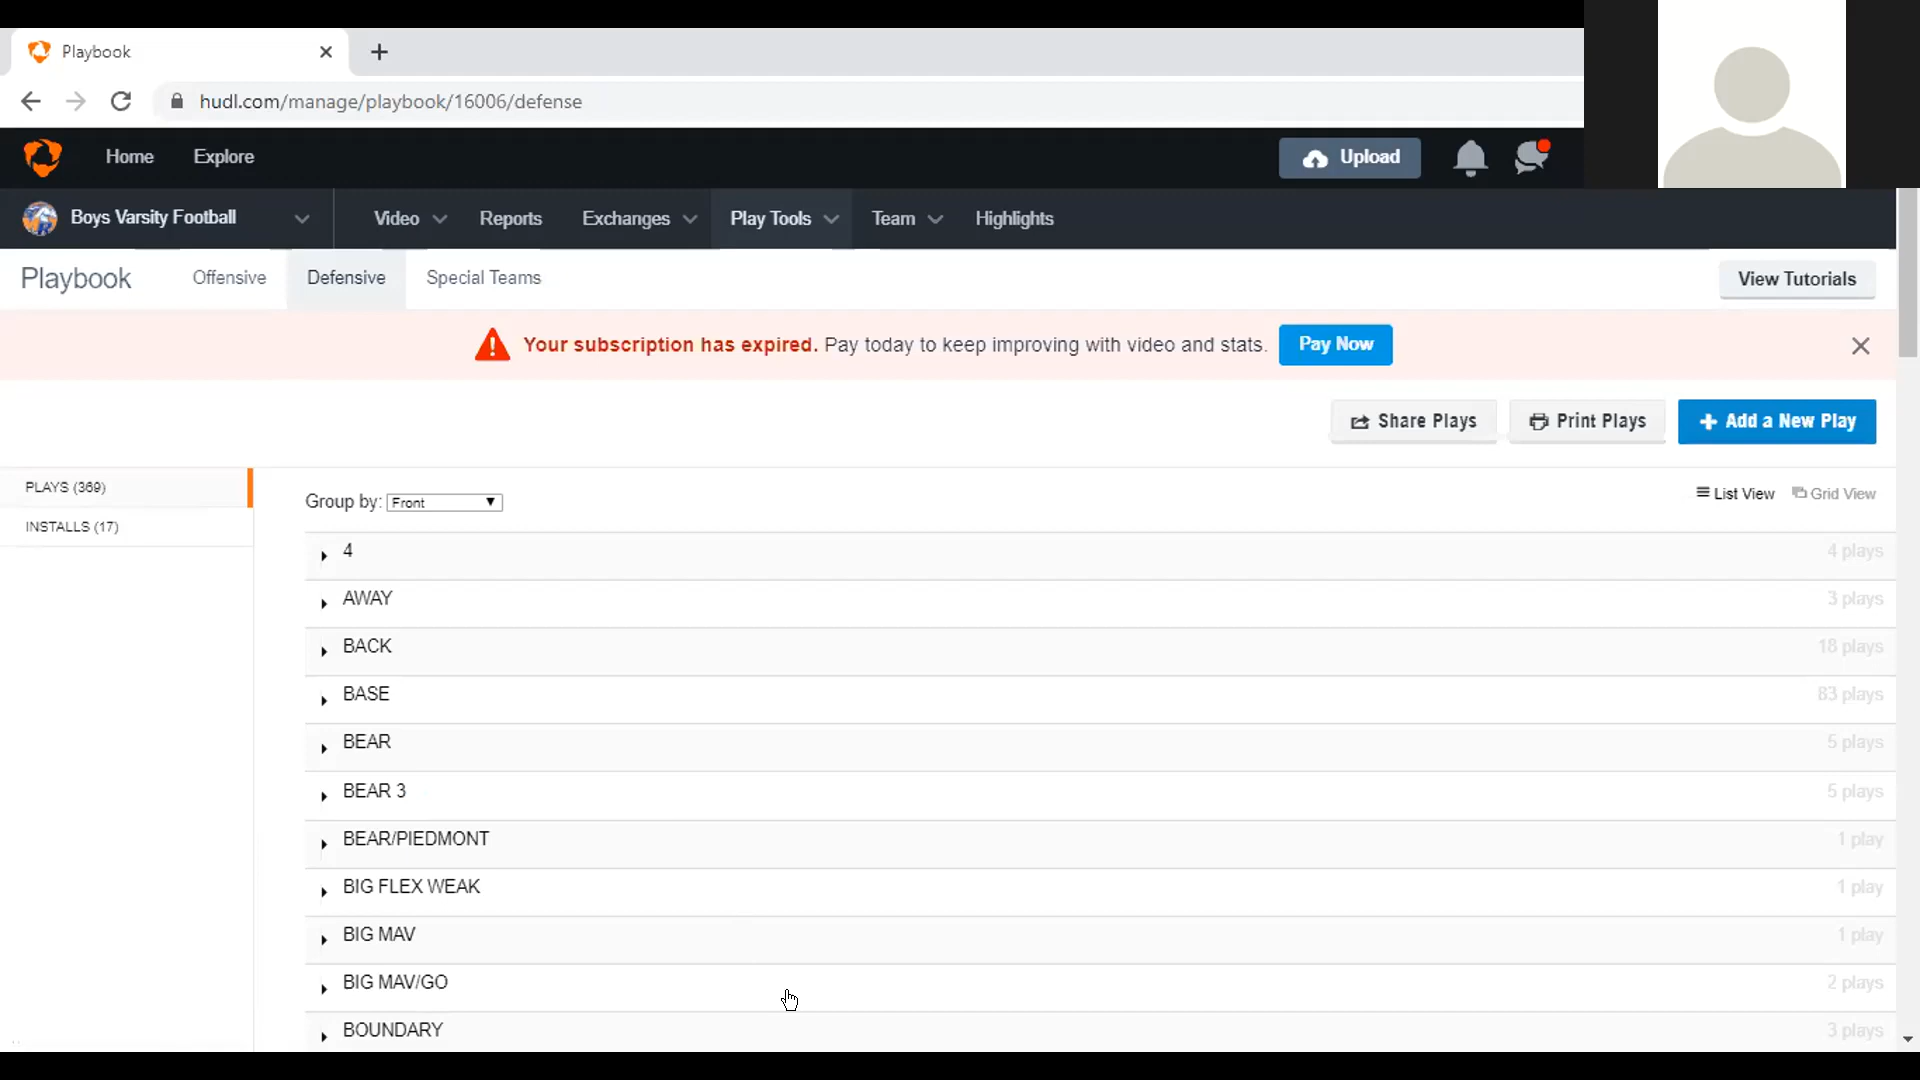 Playbook
hudl.com/manage/playbook/16006/defense
Home Explore Upload
Boys Varsity Football Video Reports Exchanges Play Tools Team Highlights
Playbook Offensive Defensive Special Teams View Tutorials
Your subscription has expired. Pay today to keep improving with video and stats. Pay Now
Share Plays Print Plays + Add a New Play
PLAYS (369)
INSTALLS (17)
Group by: Front List View Grid View
4 4 plays
AWAY 3 plays
BACK 18 plays
BASE 83 plays
BEAR 5 plays
BEAR 3 5 plays
BEAR/PIEDMONT 1 play
BIG FLEX WEAK 1 play
BIG MAV 1 play
BIG MAV/GO 2 plays
BOUNDARY 3 plays